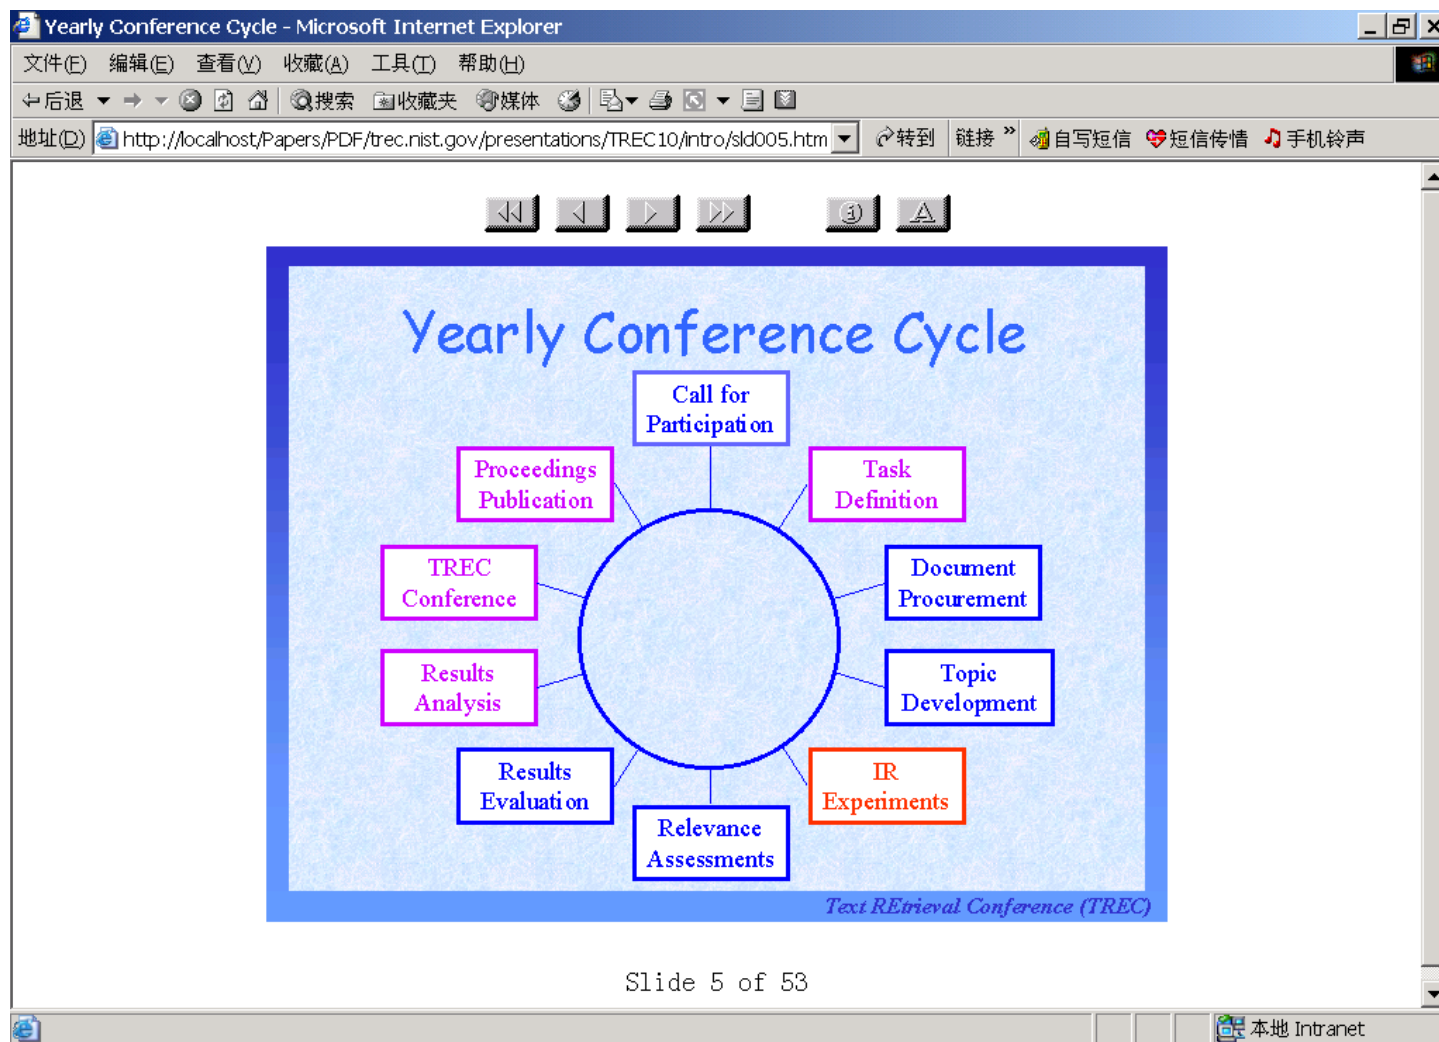 Yearly Conference Cycle - Microsoft Internet Explorer
文件(F) 编辑(E) 查看(V) 收藏(A) 工具(T) 帮助(H)
后退 搜索 收藏夹 媒体
地址(D) http://localhost/Papers/PDF/trec.nist.gov/presentations/TREC10/intro/sld005.htm 转到 链接 » 自写短信 短信传情 手机铃声
Yearly Conference Cycle
Call for
Participation
Proceedings
Publication
Task
Definition
TREC
Conference
Document
Procurement
Results
Analysis
Topic
Development
Results
Evaluation
IR
Experiments
Relevance
Assessments
Text REtrieval Conference (TREC)
Slide 5 of 53
本地 Intranet